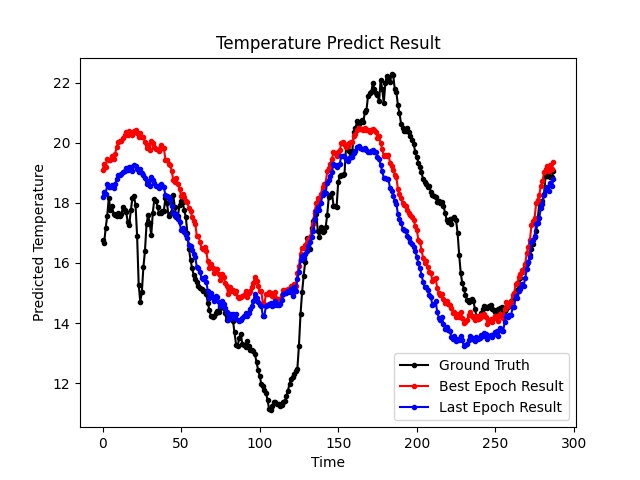 Temperature Predict Result
Predicted Temperature
22
20
18
16
14
12
0
50
100
150
200
250
300
Time
Ground Truth
Best Epoch Result
Last Epoch Result